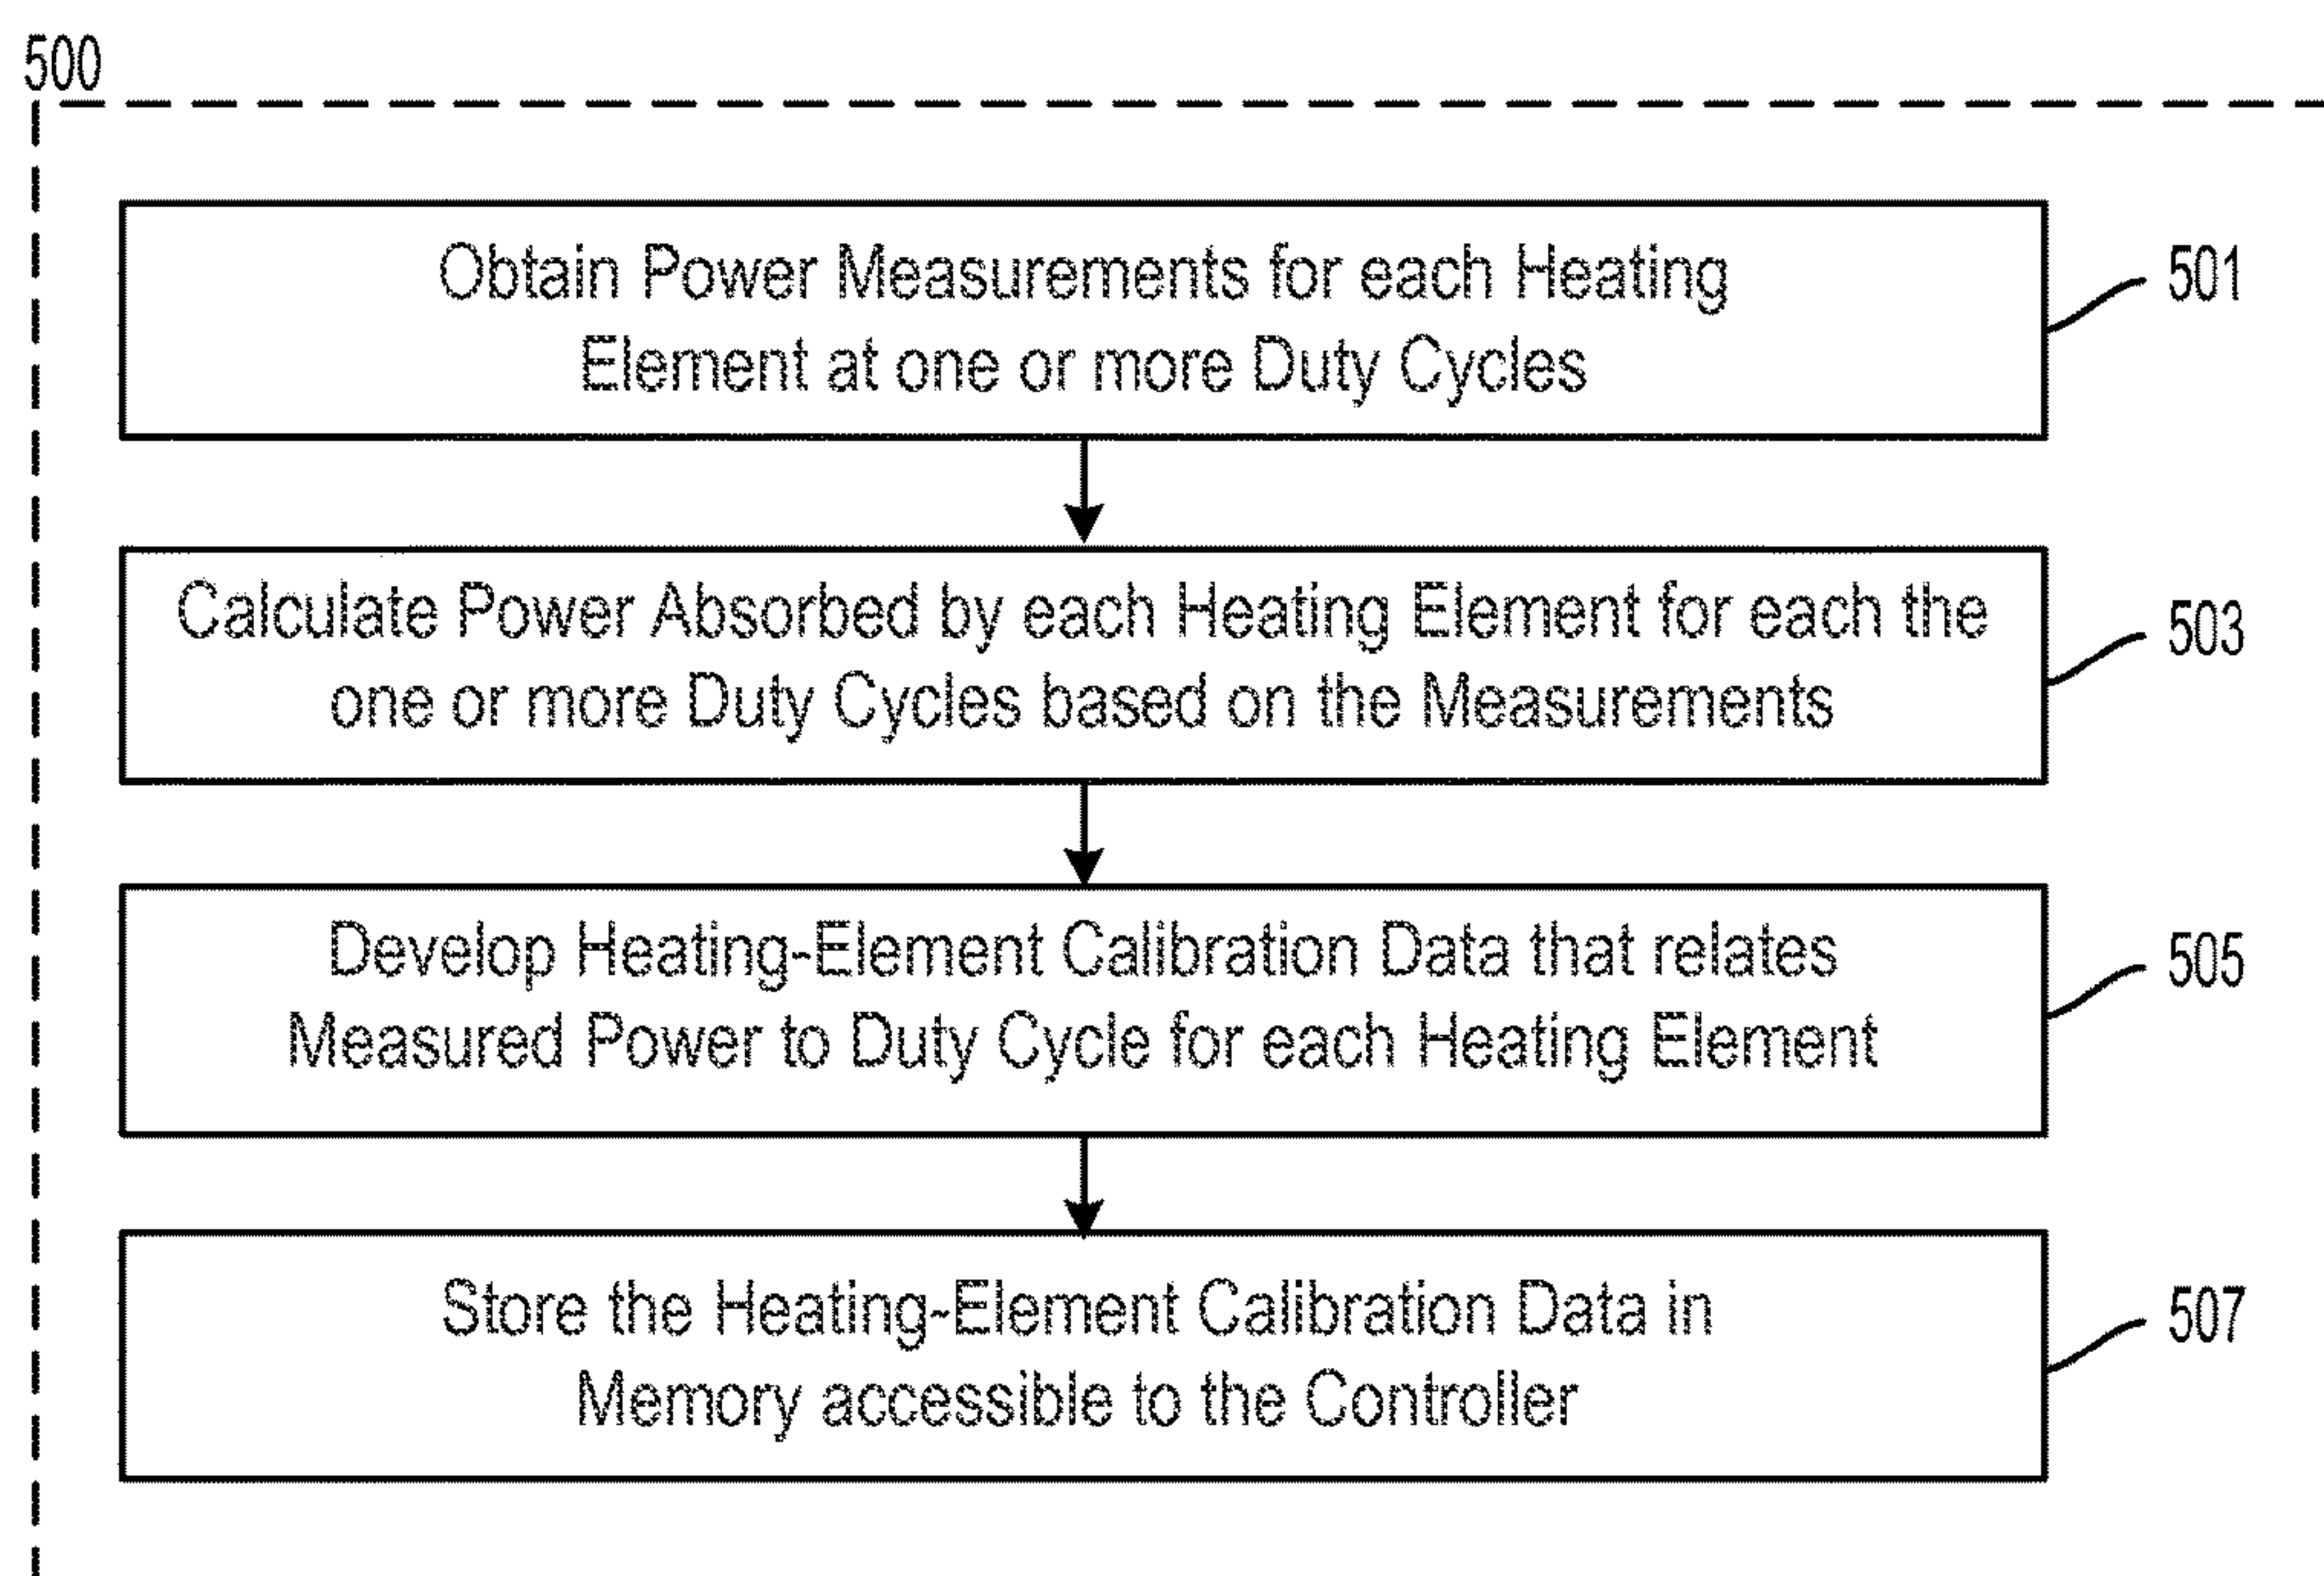 500
Obtain Power Measurements for each Heating
Element at one or more Duty Cycles
501
Calculate Power Absorbed by each Heating Element for each the
one or more Duty Cycles based on the Measurements
503
Develop Heating-Element Calibration Data that relates
Measured Power to Duty Cycle for each Heating Element
505
Store the Heating-Element Calibration Data in
Memory accessible to the Controller
507